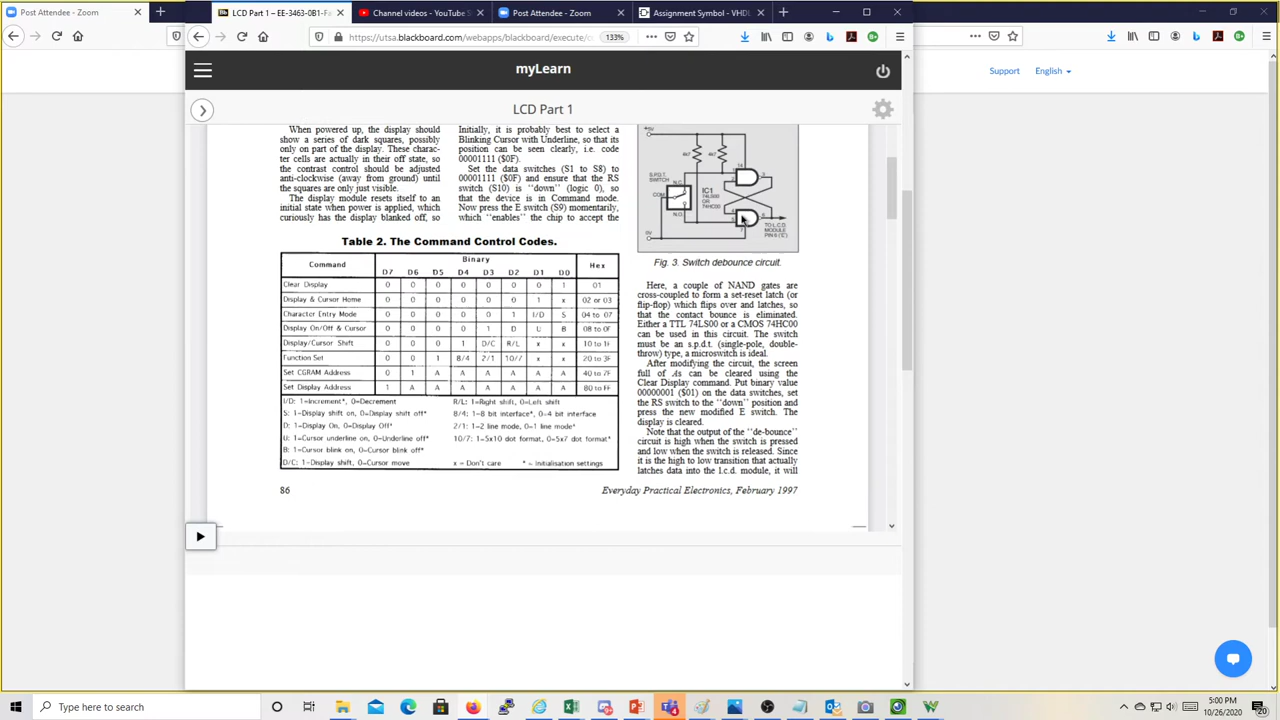 Post Attendee - Zoom
LCD Part 1 – EE-3463-0B1-Fa
Channel videos - YouTube S
Post Attendee - Zoom
Assignment Symbol - VHDL
https://utsa.blackboard.com/webapps/blackboard/execute/c
133%
Support
English
myLearn
LCD Part 1
When powered up, the display should
show a series of dark squares, possibly
only on part of the display. These charac-
ter cells are actually in their off state, so
the contrast control should be adjusted
anti-clockwise (away from ground) until
the squares are only just visible.
The display module resets itself to an
initial state when power is applied, which
curiously has the display blanked off, so
Initially, it is probably best to select a
Blinking Cursor with Underline, so that its
position can be seen clearly, i.e. code
00001111 ($0F).
Set the data switches (S1 to S8) to
00001111 ($0F) and ensure that the RS
switch (S10) is "down" (logic 0), so
that the device is in Command mode.
Now press the E switch (S9) momentarily,
which "enables" the chip to accept the
Table 2. The Command Control Codes.
Command Binary Hex
D7 D6 D5 D4 D3 D2 D1 D0
Clear Display 0 0 0 0 0 0 0 1 01
Display & Cursor Home 0 0 0 0 0 0 1 x 02 or 03
Character Entry Mode 0 0 0 0 0 1 I/D S 04 to 07
Display On/Off & Cursor 0 0 0 0 1 D U B 08 to 0F
Display/Cursor Shift 0 0 0 1 D/C R/L x x 10 to 1F
Function Set 0 0 1 8/4 2/1 10/7 x x 20 to 3F
Set CGRAM Address 0 1 A A A A A A 40 to 7F
Set Display Address 1 A A A A A A A 80 to FF
I/D: 1=Increment*, 0=Decrement
S: 1=Display shift on, 0=Display shift off*
D: 1=Display On, 0=Display Off*
U: 1=Cursor underline on, 0=Underline off*
B: 1=Cursor blink on, 0=Cursor blink off*
D/C: 1=Display shift, 0=Cursor move
R/L: 1=Right shift, 0=Left shift
8/4: 1=8 bit interface*, 0=4 bit interface
2/1: 1=2 line mode, 0=1 line mode*
10/7: 1=5x10 dot format, 0=5x7 dot format*
x = Don't care * = Initialisation settings
+5V
4k7
4k7
S.P.D.T.
SWITCH
N.C.
COM
N.O.
IC1
74LS00
OR
74HC00
0V
TO L.C.D.
MODULE
PIN 6 ('E')
Fig. 3. Switch debounce circuit.
Here, a couple of NAND gates are
cross-coupled to form a set-reset latch (or
flip-flop) which flips over and latches, so
that the contact bounce is eliminated.
Either a TTL 74LS00 or a CMOS 74HC00
can be used in this circuit. The switch
must be an s.p.d.t. (single-pole, double-
throw) type, a microswitch is ideal.
After modifying the circuit, the screen
full of As can be cleared using the
Clear Display command. Put binary value
00000001 ($01) on the data switches, set
the RS switch to the "down" position and
press the new modified E switch. The
display is cleared.
Note that the output of the "de-bounce"
circuit is high when the switch is pressed
and low when the switch is released. Since
it is the high to low transition that actually
latches data into the l.c.d. module, it will
86
Everyday Practical Electronics, February 1997
Type here to search
5:00 PM
10/26/2020
20